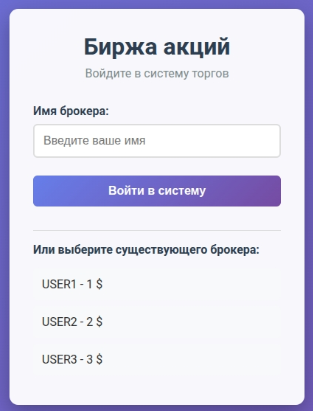 Биржа акций
Войдите в систему торгов
Имя брокера:
Введите ваше имя
Войти в систему
Или выберите существующего брокера:
USER1 - 1 $
USER2 - 2 $
USER3 - 3 $